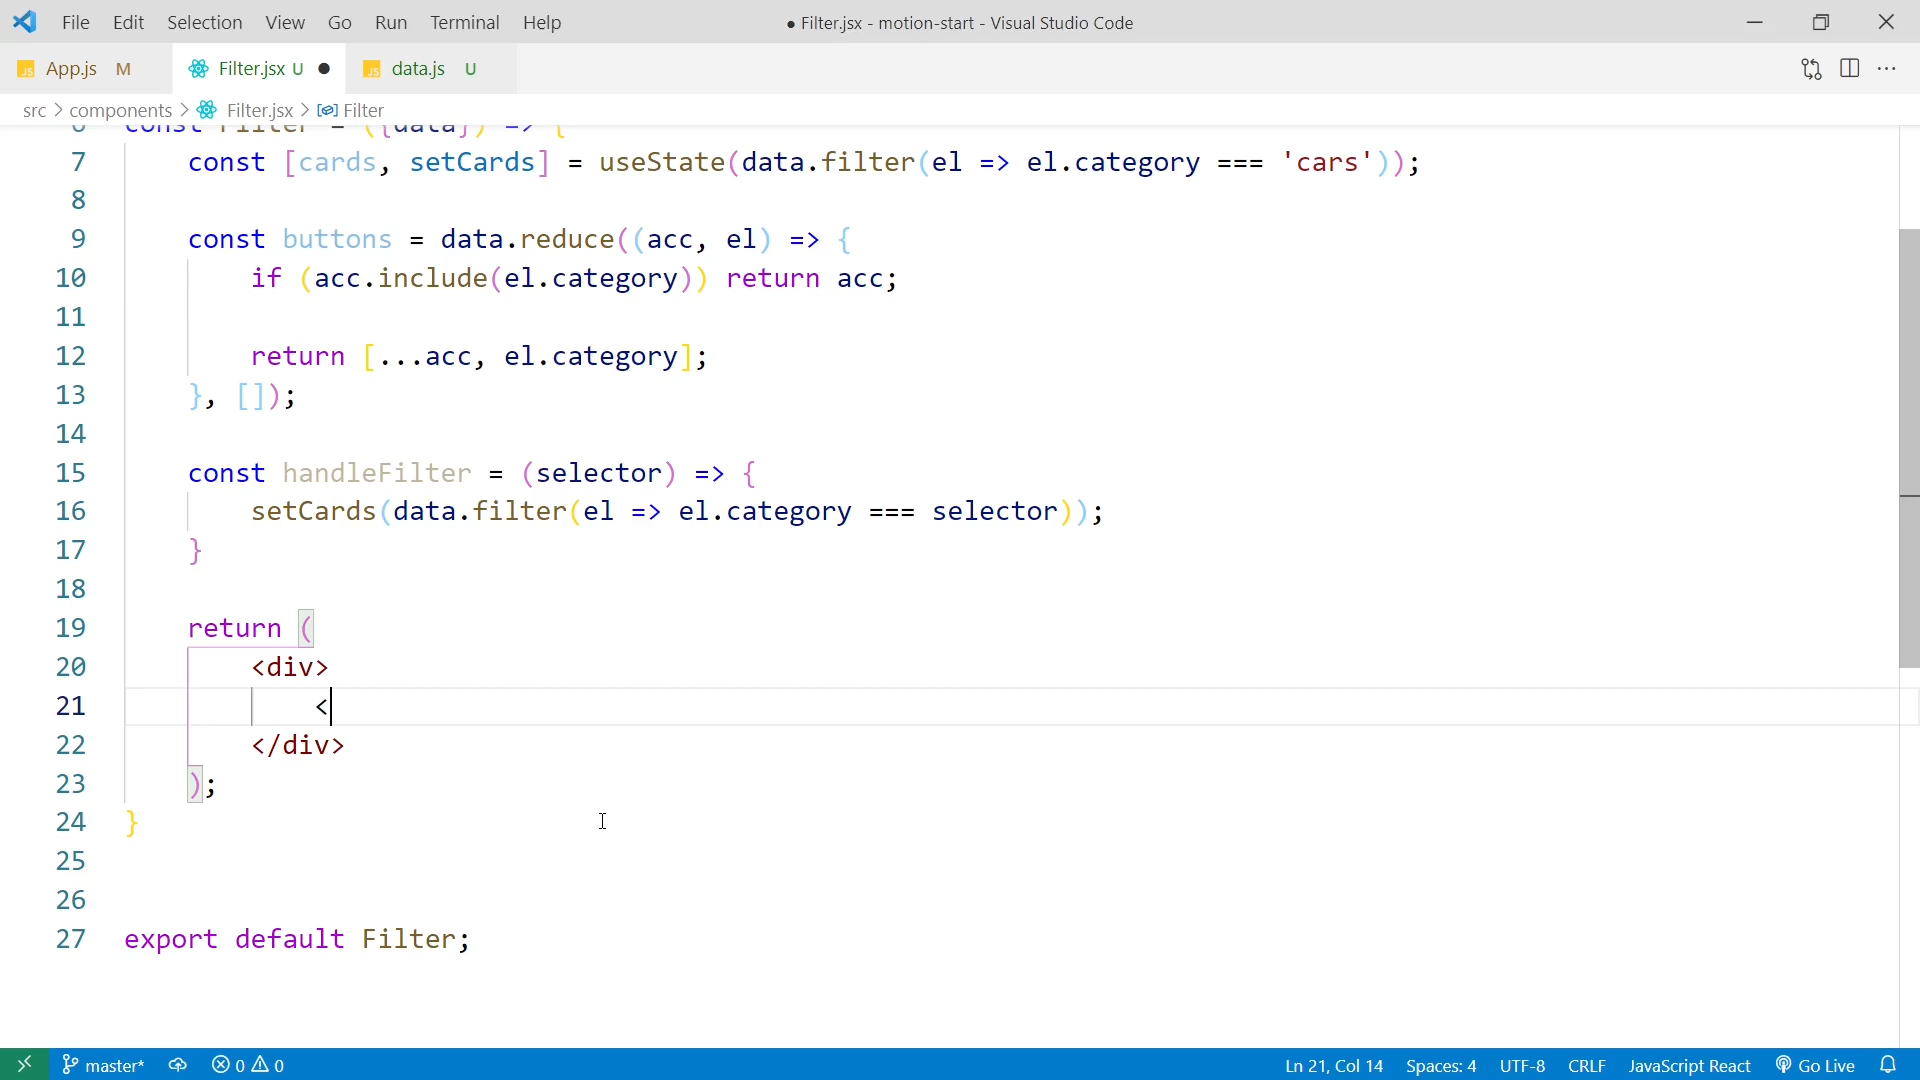 File Edit Selection View Go Run Terminal Help ● Filter.jsx - motion-start - Visual Studio Code
JS App.js M Filter.jsx U ● JS data.js U
src > components > Filter.jsx > Filter
6 const Filter = ({data}) => {
7 const [cards, setCards] = useState(data.filter(el => el.category === 'cars'));
8
9 const buttons = data.reduce((acc, el) => {
10 if (acc.include(el.category)) return acc;
11
12 return [...acc, el.category];
13 }, []);
14
15 const handleFilter = (selector) => {
16 setCards(data.filter(el => el.category === selector));
17 }
18
19 return (
20 <div>
21 <
22 </div>
23 );
24 }
25
26
27 export default Filter;
master* 0 0 Ln 21, Col 14 Spaces: 4 UTF-8 CRLF JavaScript React Go Live